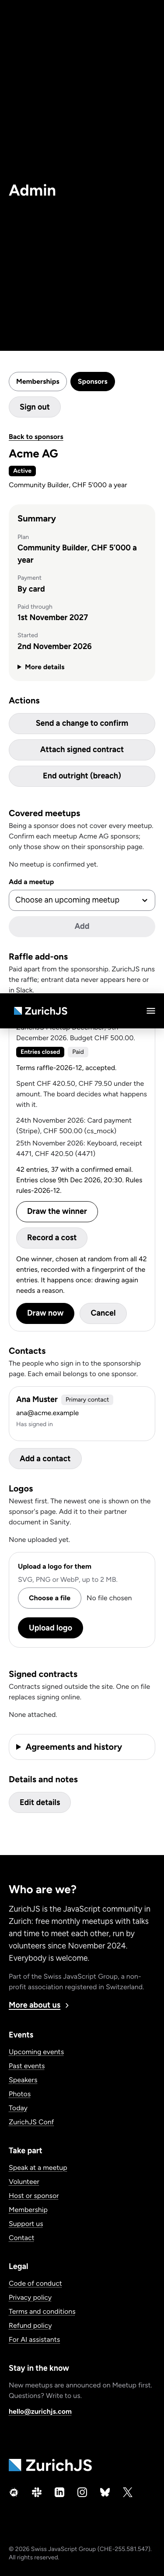 Admin
Memberships
Sponsors
Sign out
Back to sponsors
Acme AG
Active
Community Builder, CHF 5'000 a year
Summary
Plan
Community Builder, CHF 5'000 a
year
Payment
By card
Paid through
1st November 2027
Started
2nd November 2026
More details
Actions
Send a change to confirm
Attach signed contract
End outright (breach)
Covered meetups
Being a sponsor does not cover every meetup.
Confirm each meetup Acme AG sponsors;
only those show on their sponsorship page.
No meetup is confirmed yet.
Add a meetup
Choose an upcoming meetup
Add
Raffle add-ons
Paid apart from the sponsorship. ZurichJS runs
the raffle; entrant data never appears here or
in Slack.
ZurichJS
December 2026. Budget CHF 500.00.
Entries closed
Paid
Terms raffle-2026-12, accepted.
Spent CHF 420.50, CHF 79.50 under the
amount. The board decides what happens
with it.
24th November 2026: Card payment
(Stripe), CHF 500.00 (cs_mock)
25th November 2026: Keyboard, receipt
4471, CHF 420.50 (4471)
42 entries, 37 with a confirmed email.
Entries close 9th Dec 2026, 20:30. Rules
rules-2026-12.
Draw the winner
Record a cost
One winner, chosen at random from all 42
entries, recorded with a fingerprint of the
entries. It happens once: drawing again
needs a reason.
Draw now
Cancel
Contacts
The people who sign in to the sponsorship
page. Each email belongs to one sponsor.
Ana Muster
Primary contact
ana@acme.example
Has signed in
Add a contact
Logos
Newest first. The newest one is shown on the
sponsor's page. Add it to their partner
document in Sanity.
None uploaded yet.
Upload a logo for them
SVG, PNG or WebP, up to 2 MB.
Choose a file
No file chosen
Upload logo
Signed contracts
Contracts signed outside the site. One on file
replaces signing online.
None attached.
Agreements and history
Details and notes
Edit details
Who are we?
ZurichJS is the JavaScript community in
Zurich: free monthly meetups with talks
and time to meet each other, run by
volunteers since November 2024.
Everybody is welcome.
Part of the Swiss JavaScript Group, a non-
profit association registered in Switzerland.
More about us
Events
Upcoming events
Past events
Speakers
Photos
Today
ZurichJS Conf
Take part
Speak at a meetup
Volunteer
Host or sponsor
Membership
Support us
Contact
Legal
Code of conduct
Privacy policy
Terms and conditions
Refund policy
For AI assistants
Stay in the know
New meetups are announced on Meetup first.
Questions? Write to us.
hello@zurichjs.com
ZurichJS
© 2026 Swiss JavaScript Group (CHE-255.581.547).
All rights reserved.